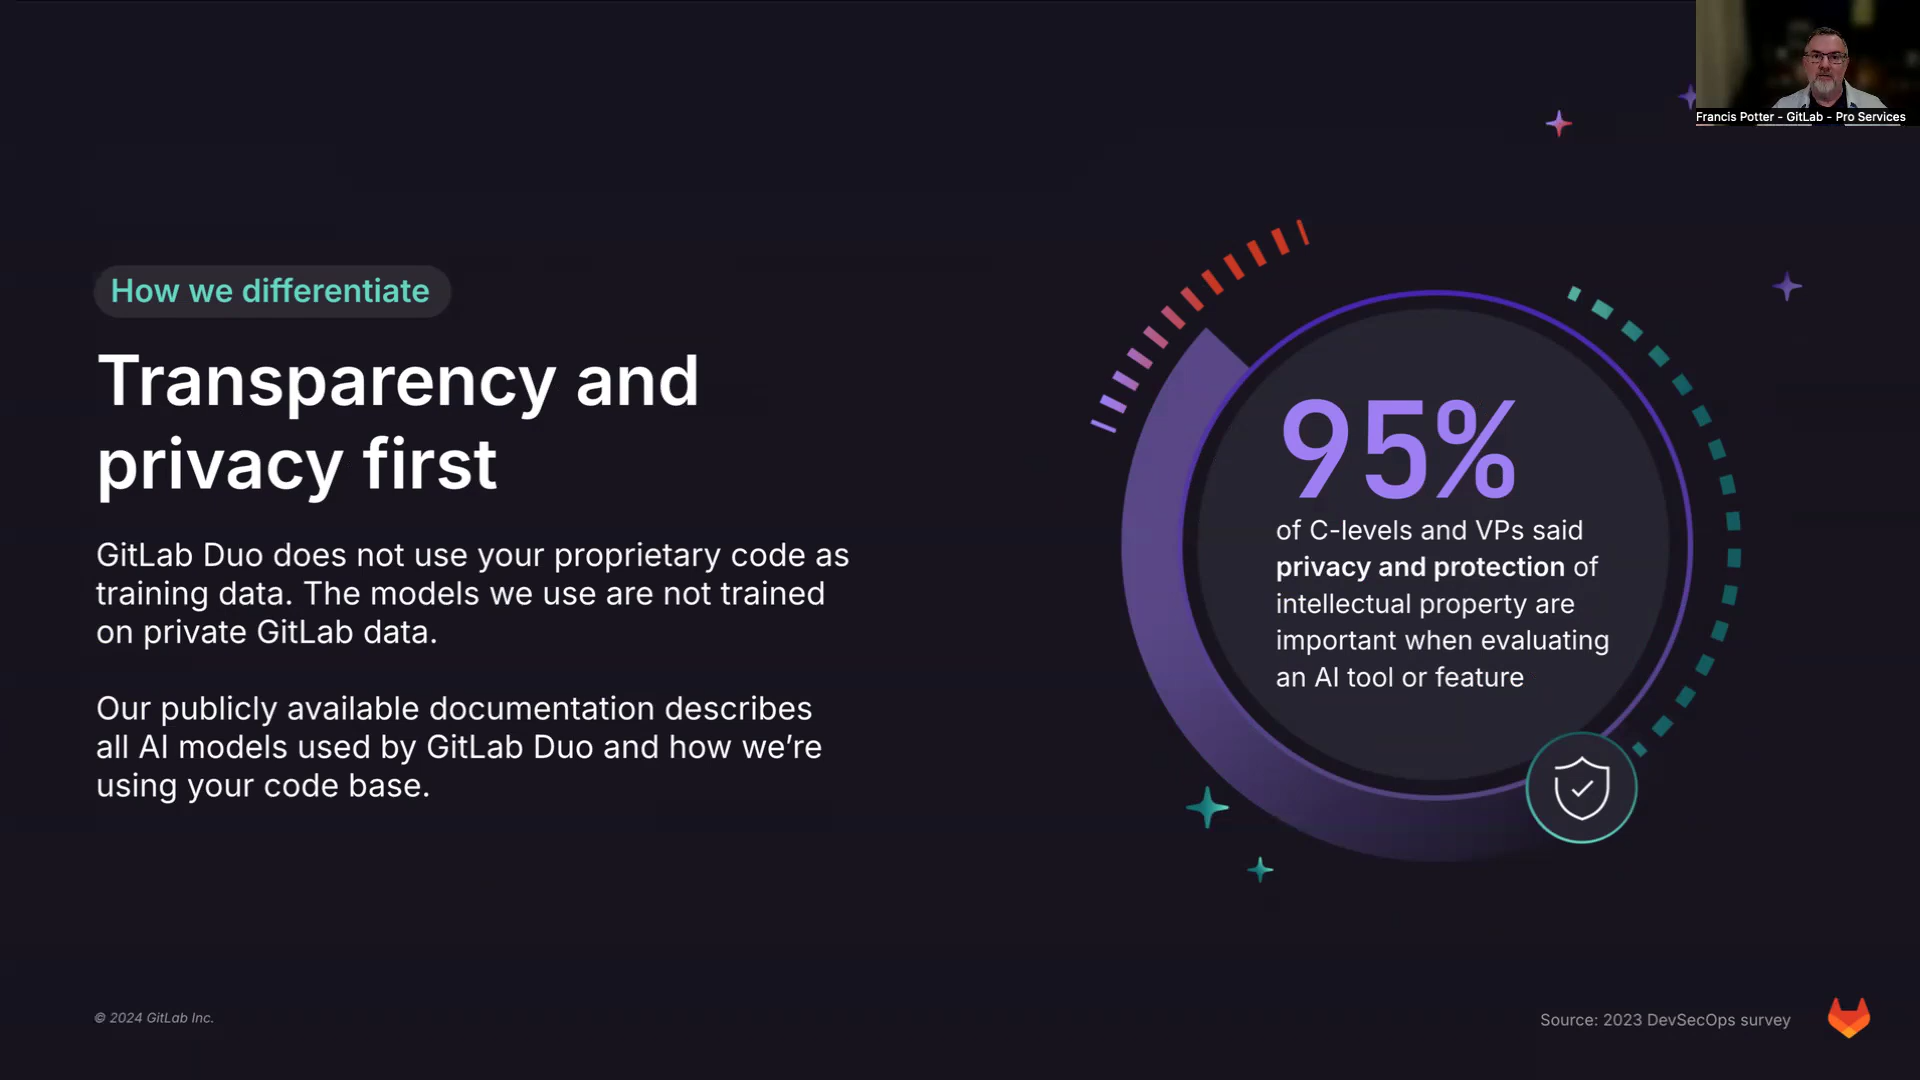 Francis Potter - GitLab - Pro Services
How we differentiate
Transparency and
privacy first
GitLab Duo does not use your proprietary code as
training data. The models we use are not trained
on private GitLab data.
Our publicly available documentation describes
all AI models used by GitLab Duo and how we’re
using your code base.
95%
of C-levels and VPs said
privacy and protection of
intellectual property are
important when evaluating
an AI tool or feature
© 2024 GitLab Inc.
Source: 2023 DevSecOps survey